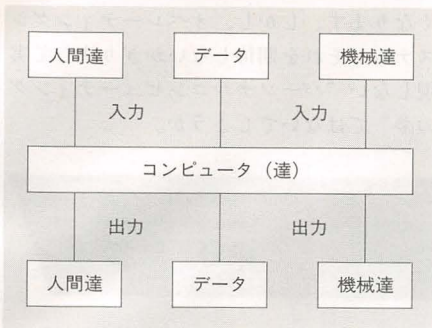 人間達 データ 機械達
入力 入力
コンピュータ（達）
出力 出力
人間達 データ 機械達